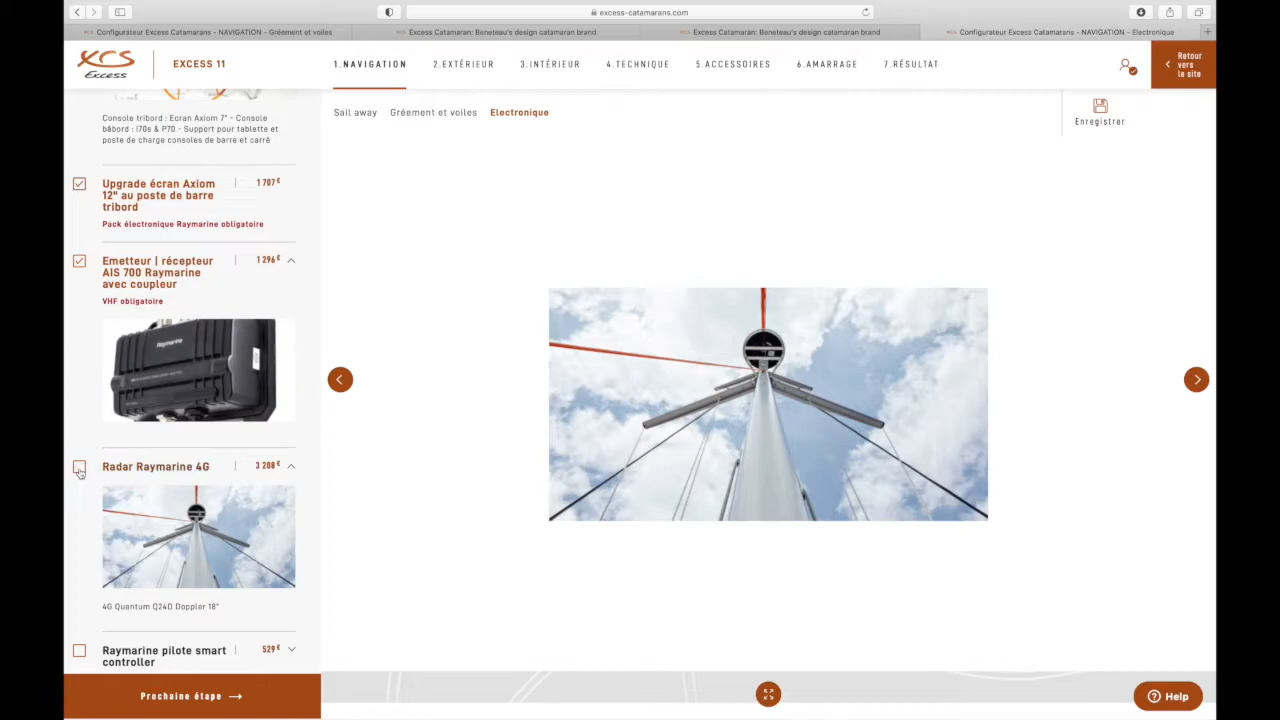 excess-catamarans.com
Configurateur Excess Catamarans - NAVIGATION - Gréement et voiles
Excess Catamaran: Beneteau's design catamaran brand
Excess Catamaran: Beneteau's design catamaran brand
Configurateur Excess Catamarans - NAVIGATION - Electronique
XCS
Excess
EXCESS 11
1.NAVIGATION
2.EXTÉRIEUR
3.INTÉRIEUR
4.TECHNIQUE
5.ACCESSOIRES
6.AMARRAGE
7.RÉSULTAT
Retour
vers
le site
Sail away
Gréement et voiles
Electronique
Enregistrer
Console tribord : Ecran Axiom 7" - Console
bâbord : I70s & P70 - Support pour tablette et
poste de charge consoles de barre et carré
Upgrade écran Axiom 1 707€
12" au poste de barre
tribord
Pack électronique Raymarine obligatoire
Emetteur | récepteur 1 296€
AIS 700 Raymarine
avec coupleur
VHF obligatoire
Raymarine
Radar Raymarine 4G 3 208€
4G Quantum Q24D Doppler 18"
Raymarine pilote smart 529€
controller
Prochaine étape →
Help